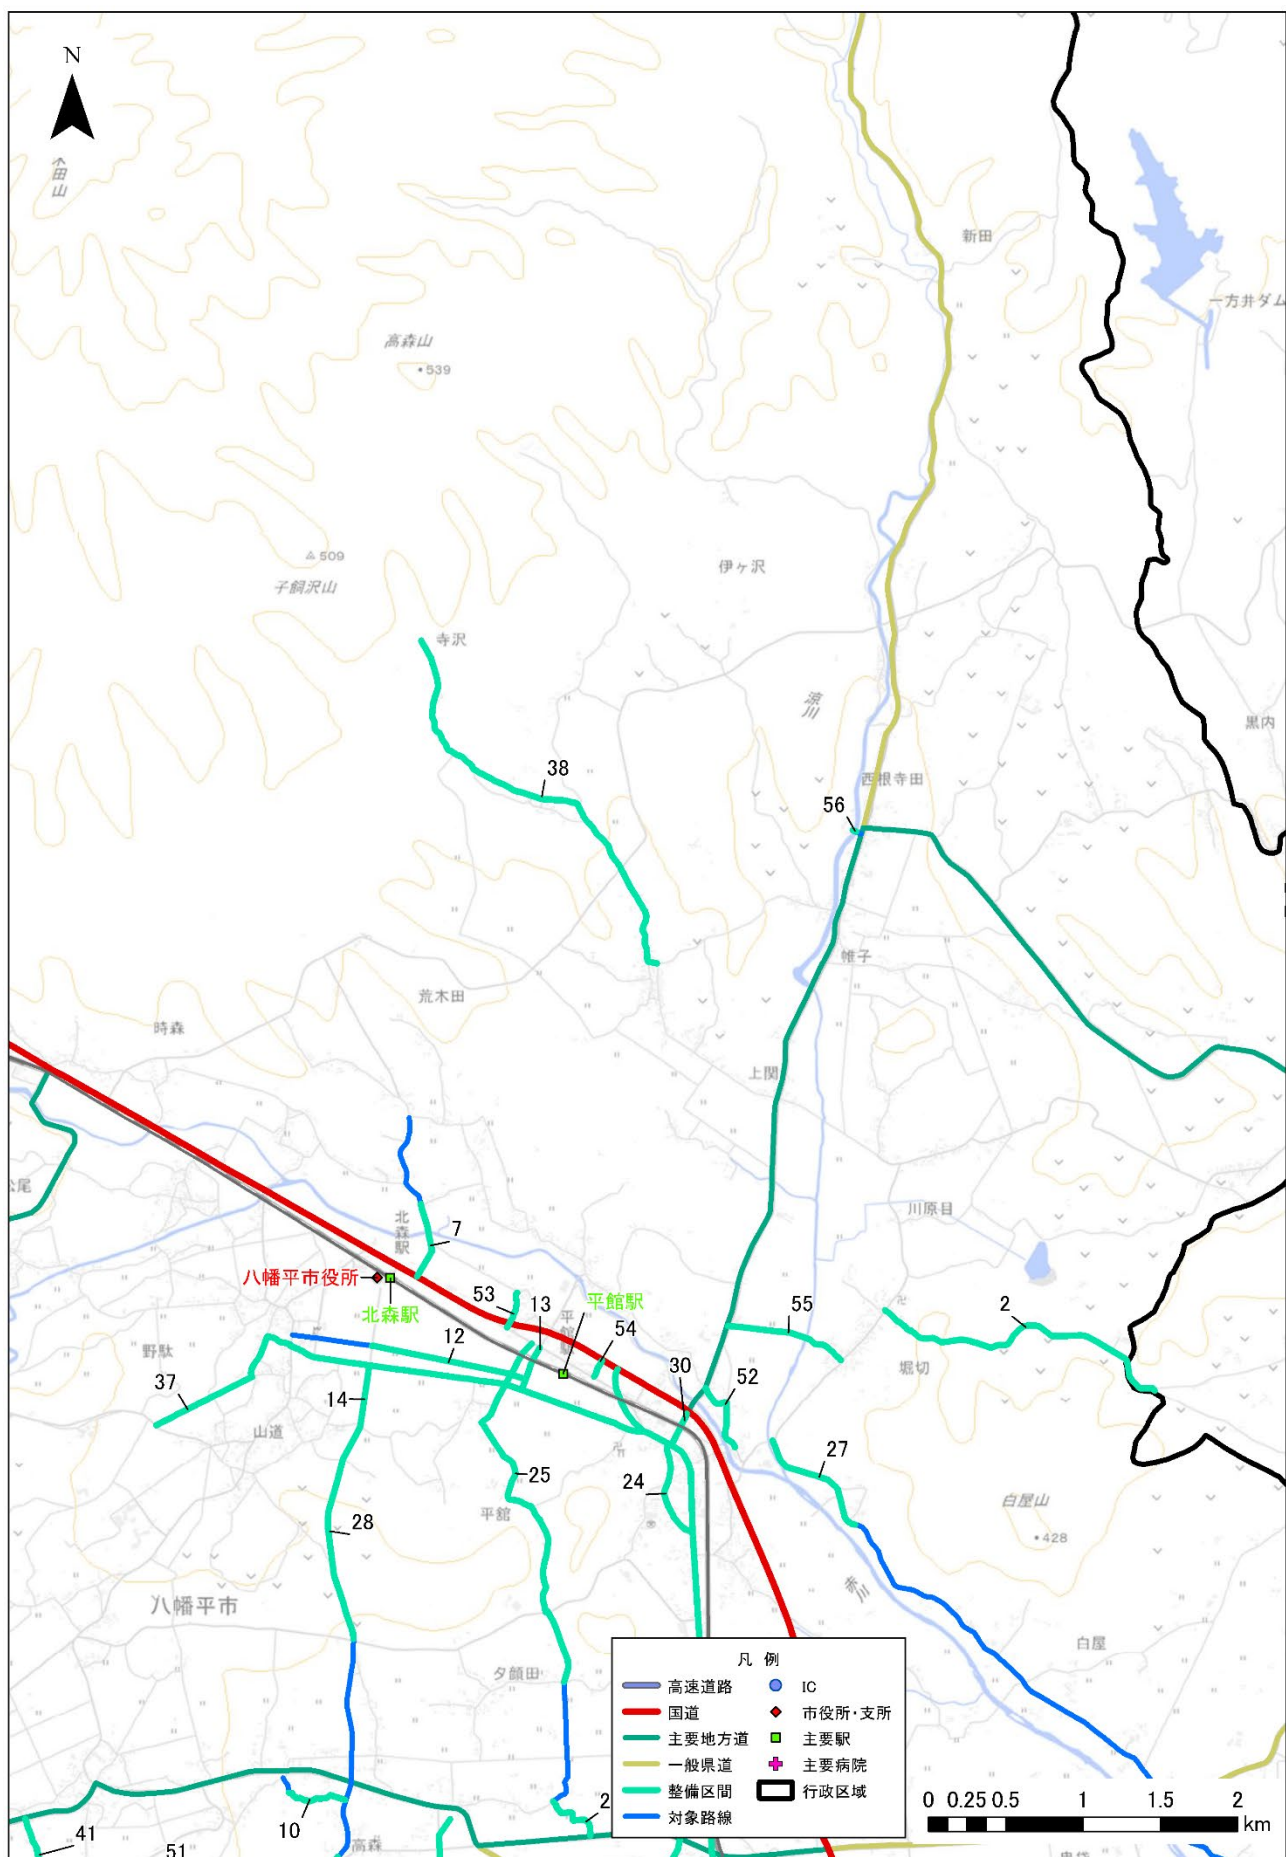 N
木田山
新田
一方井ダム
高森山
539
509
子飼沢山
伊ヶ沢
寺沢
涼川
黒内
38
西根寺田
56
帷子
荒木田
時森
上関
松尾
川原目
北森駅
7
八幡平市役所
北森駅
53
13
平館駅
平館駅
54
55
2
12
野駄
堀切
37
14
30
52
山道
27
25
24
平舘
白屋山
28
428
赤川
八幡平市
白屋
夕顔田
凡 例
高速道路
IC
国道
市役所・支所
主要地方道
主要駅
一般県道
主要病院
整備区間
行政区域
対象路線
0 0.25 0.5 1 1.5 2
km
10
2
41
51
高森